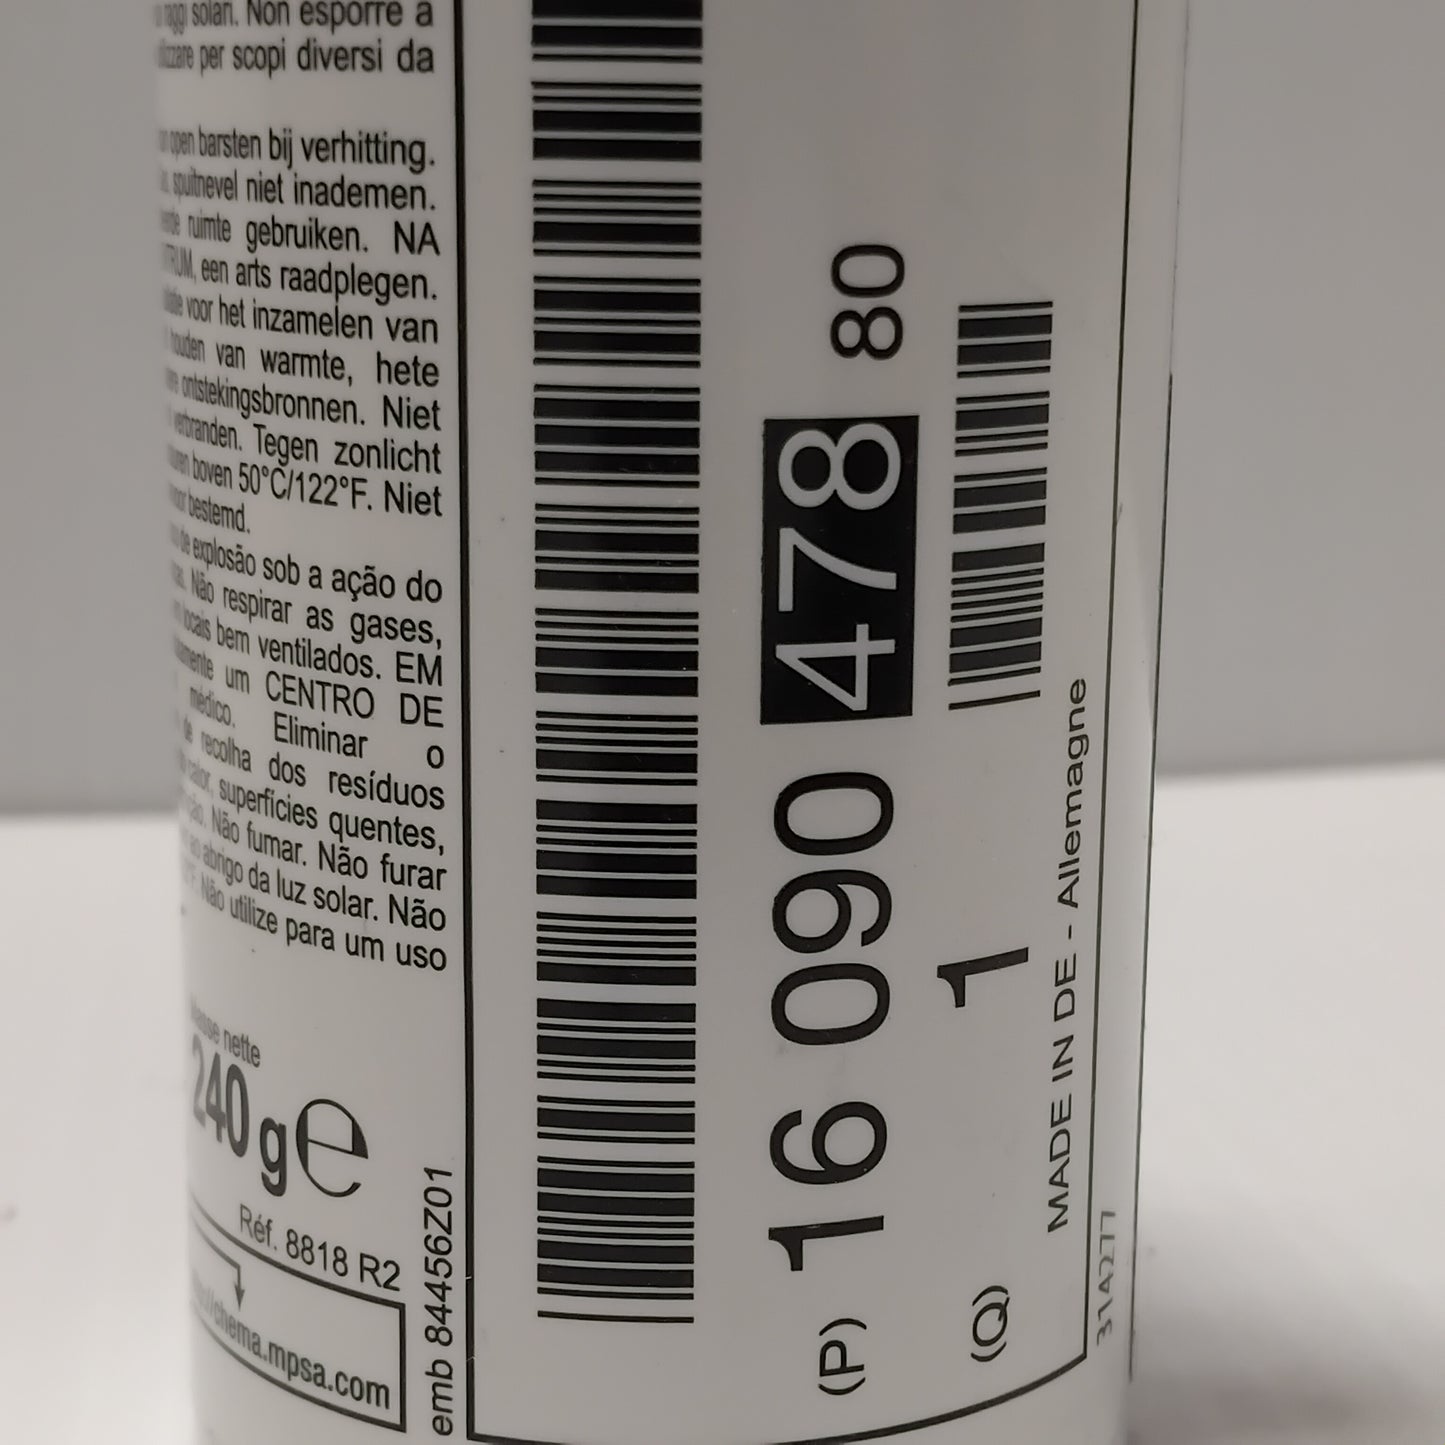 raggi solari. Non esporre a
per scopi diversi da
open barsten bij verhitting.
spuitnevel niet inademen.
ruimte gebruiken. NA
een arts raadplegen.
voor het inzamelen van
houden van warmte, hete
ontstekingsbronnen. Niet
verbranden. Tegen zonlicht
boven 50°C/122°F. Niet
bestemd.
de explosão sob a ação do
Não respirar as gases,
locais bem ventilados. EM
um CENTRO DE
médico. Eliminar o
de recolha dos resíduos
calor, superfícies quentes,
Não fumar. Não furar
ao abrigo da luz solar. Não
Não utilize para um uso
nette
240 g ℮
Réf. 8818 R2
chema.mpsa.com
emb 84456Z01
(P) 16 090 478 80
(Q) 1
MADE IN DE - Allemagne
314277